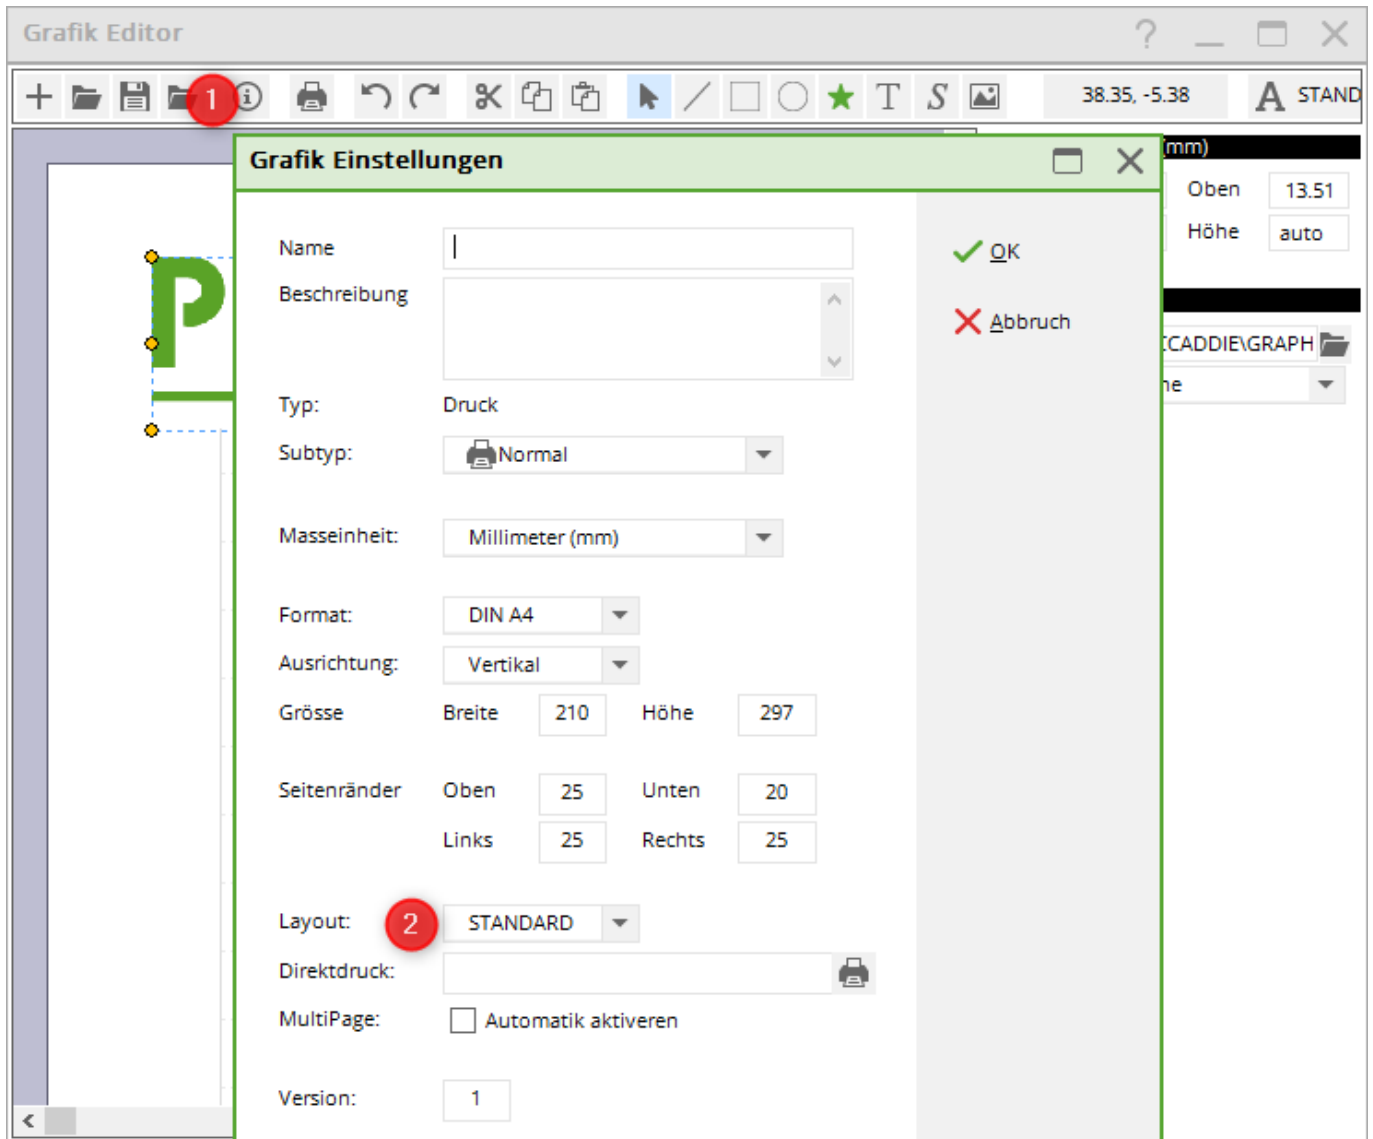 Grafik Editor
1
T S 38.35, -5.38 A STAND
Grafik Einstellungen
(mm)
Oben 13.51
Höhe auto
P
Name
OK
Beschreibung
Abbruch
CADDIE\GRAPH
ne
Typ: Druck
Subtyp: Normal
Masseinheit: Millimeter (mm)
Format: DIN A4
Ausrichtung: Vertikal
Grösse Breite 210 Höhe 297
Seitenränder Oben 25 Unten 20
Links 25 Rechts 25
Layout: 2 STANDARD
Direktdruck:
MultiPage: Automatik aktiveren
Version: 1